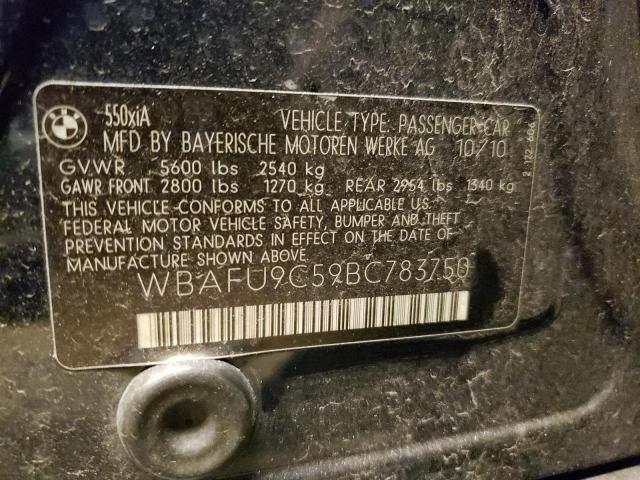 BMW
550xiA VEHICLE TYPE: PASSENGER CAR
MFD BY BAYERISCHE MOTOREN WERKE AG 10/10
GVWR 5600 lbs 2540 kg
GAWR FRONT 2800 lbs 1270 kg REAR 2954 lbs 1340 kg
THIS VEHICLE CONFORMS TO ALL APPLICABLE U.S.
FEDERAL MOTOR VEHICLE SAFETY, BUMPER AND THEFT
PREVENTION STANDARDS IN EFFECT ON THE DATE OF
MANUFACTURE SHOWN ABOVE.
WBAFU9C59BC783750